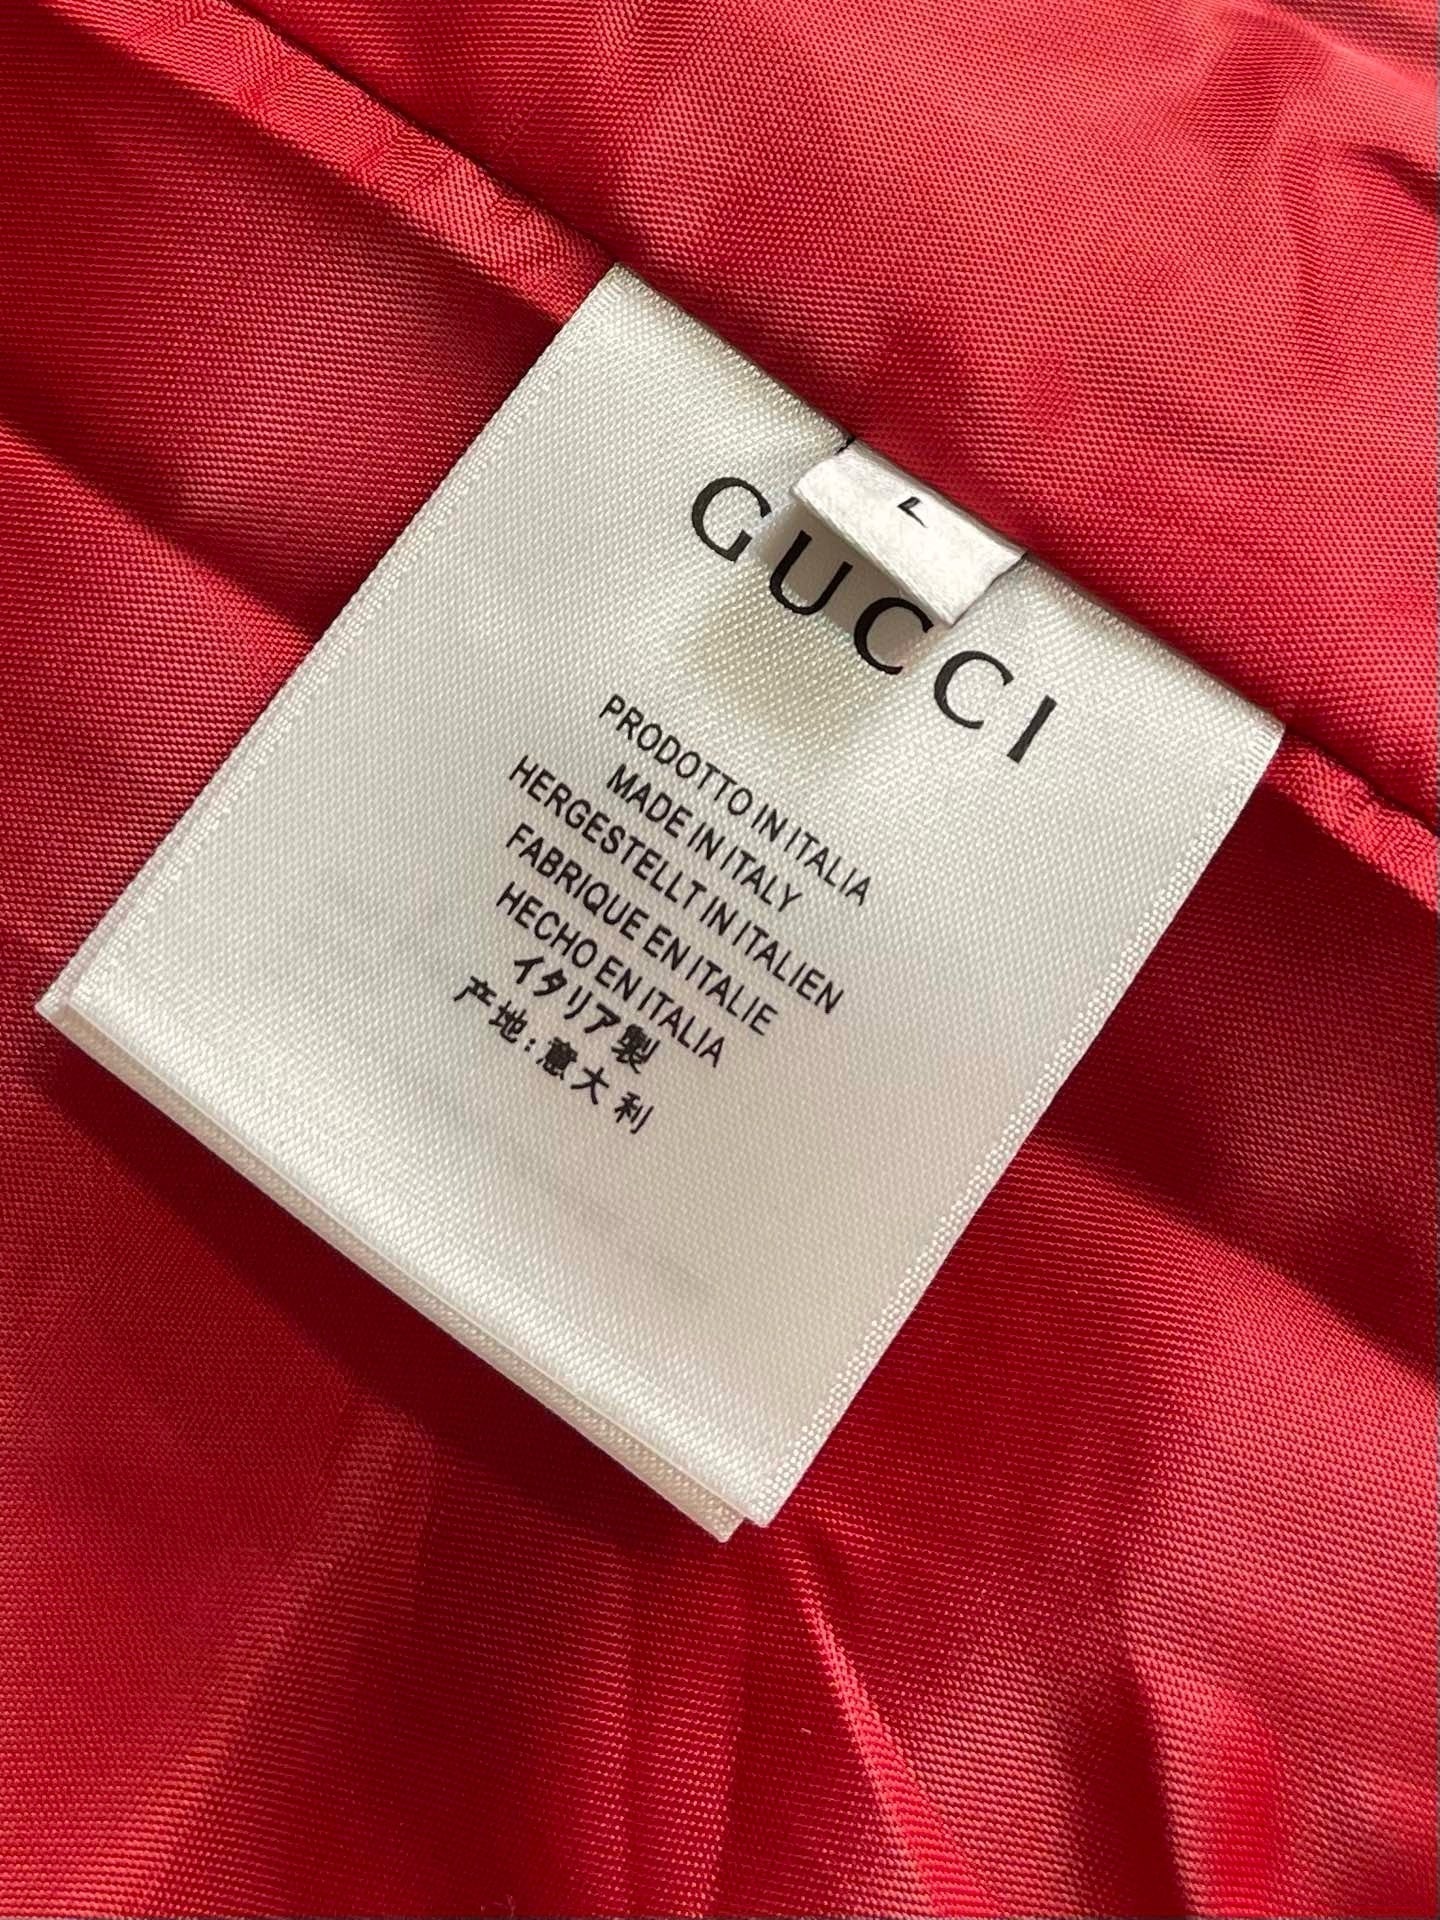 GUCCI
PRODOTTO IN ITALIA
MADE IN ITALY
HERGESTELLT IN ITALIEN
FABRIQUE EN ITALIE
HECHO EN ITALIA
イタリア製
产地:意大利